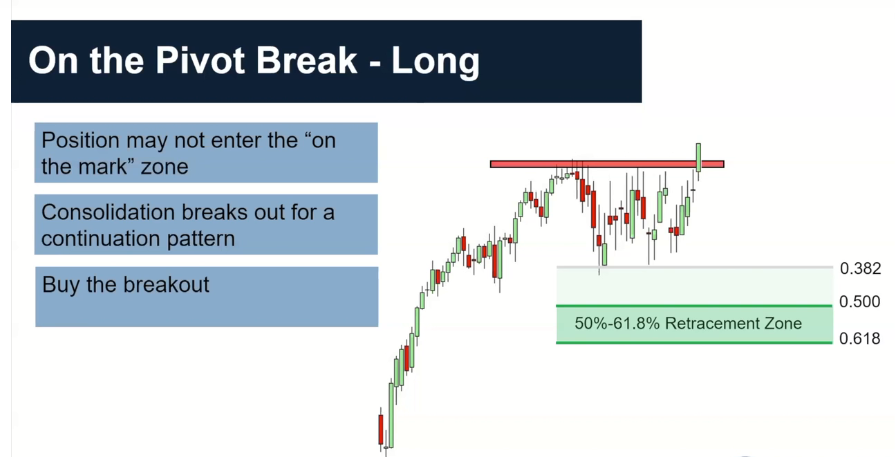 On the Pivot Break - Long
Position may not enter the “on
the mark” zone
Consolidation breaks out for a
continuation pattern
Buy the breakout
0.382
0.500
50%-61.8% Retracement Zone
0.618